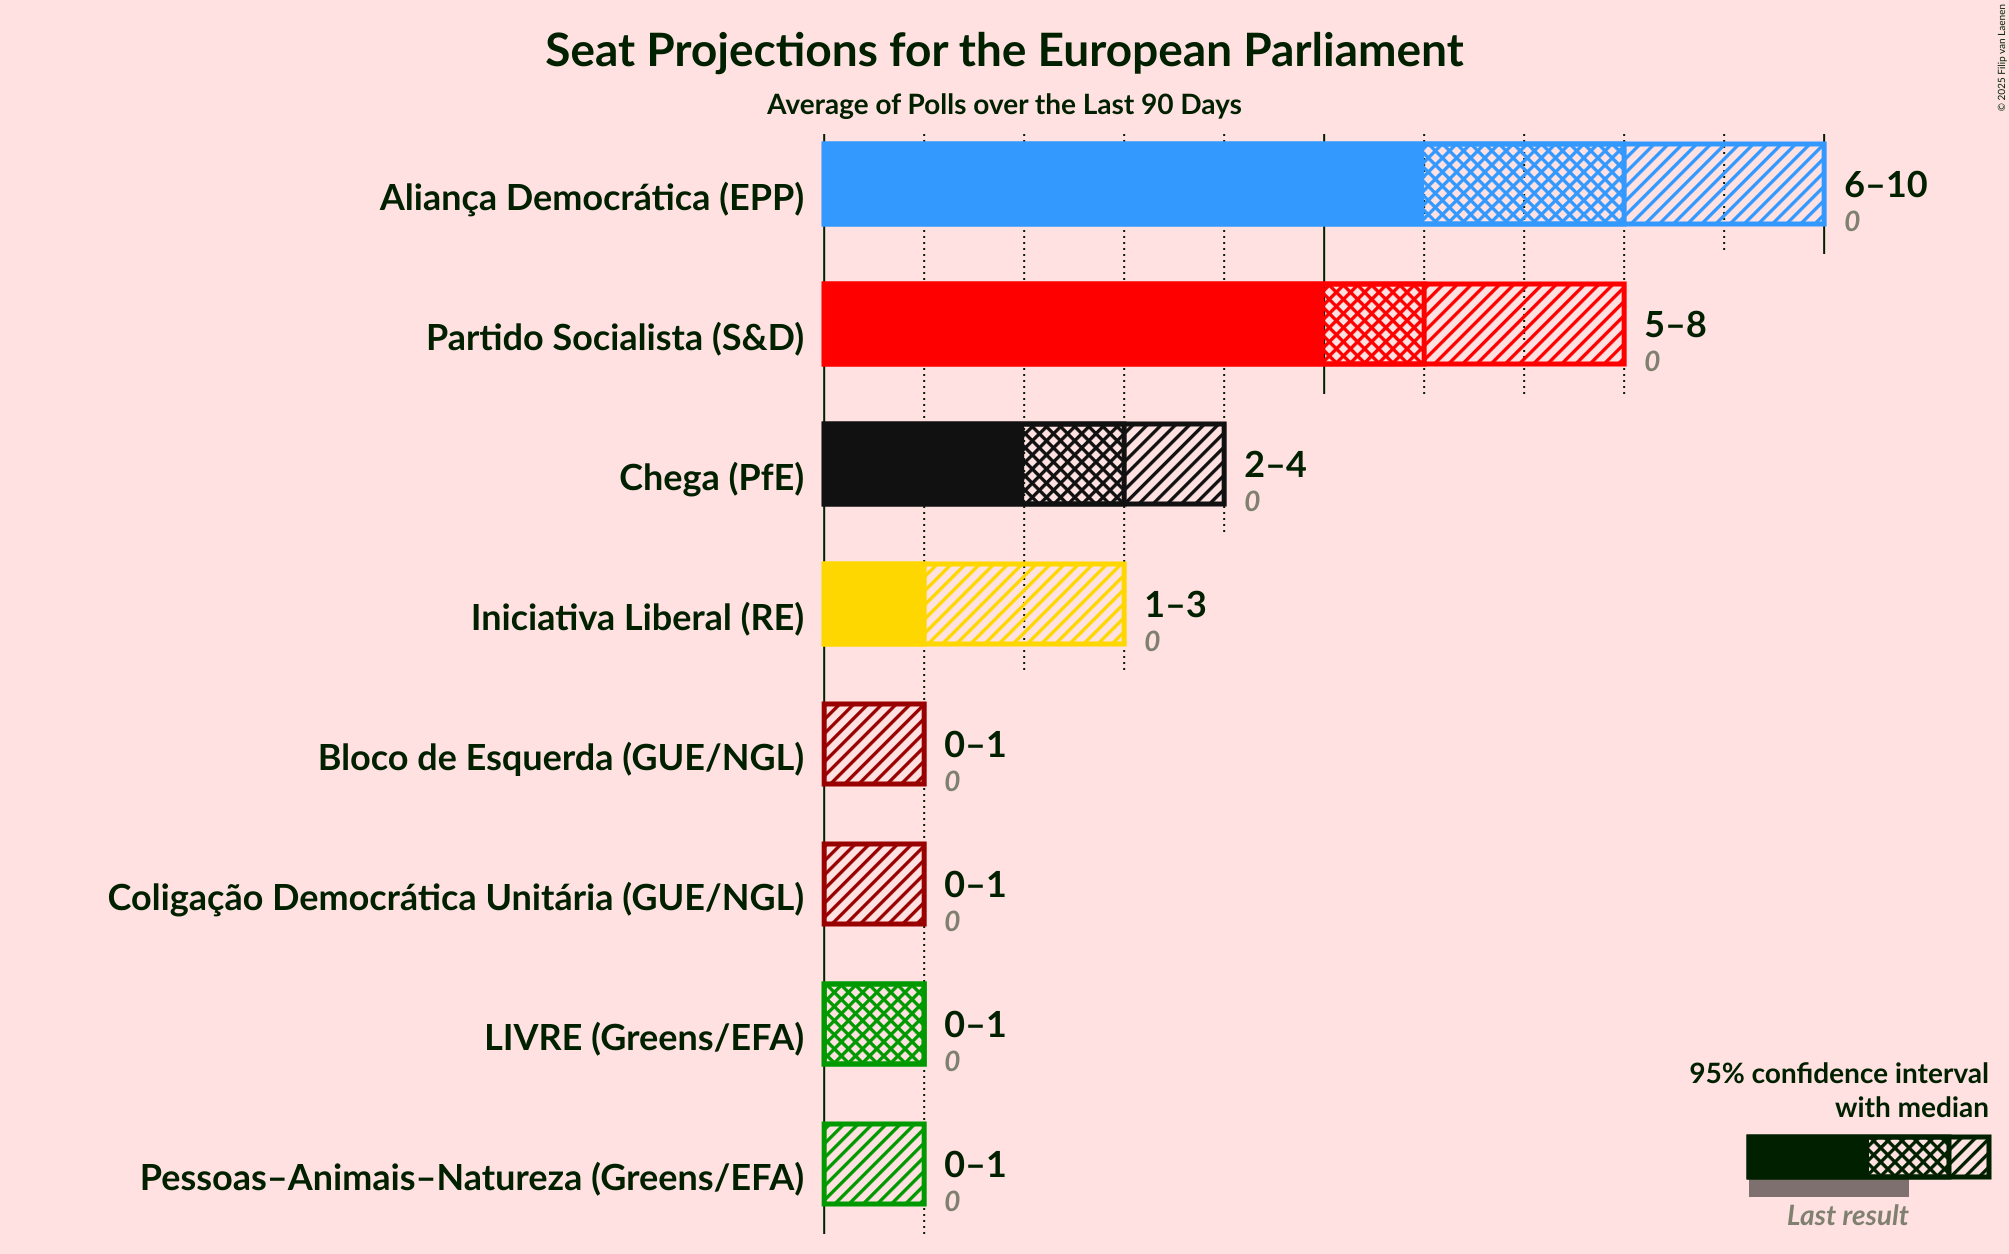 Seat Projections for the European Parliament
Average of Polls over the Last 90 Days
© 2025 Filip van Laenen
Aliança Democrática (EPP)
6–10
0
Partido Socialista (S&D)
5–8
0
Chega (PfE)
2–4
0
Iniciativa Liberal (RE)
1–3
0
Bloco de Esquerda (GUE/NGL)
0–1
0
Coligação Democrática Unitária (GUE/NGL)
0–1
0
LIVRE (Greens/EFA)
0–1
0
Pessoas–Animais–Natureza (Greens/EFA)
0–1
0
95% confidence interval
with median
Last result